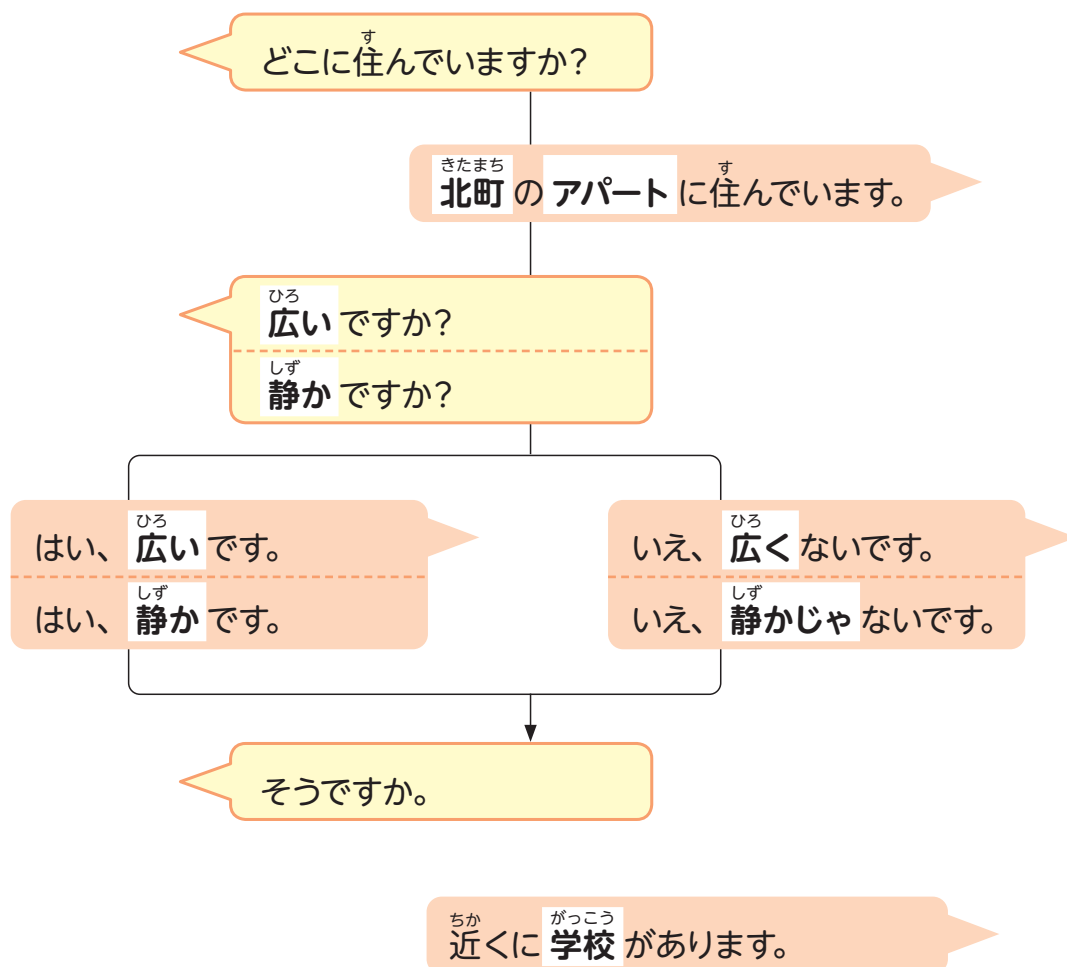 どこに住んでいますか?
北町 の アパート に住んでいます。
広い ですか?
静か ですか?
はい、 広い です。
はい、 静か です。
いえ、 広く ないです。
いえ、 静かじゃ ないです。
そうですか。
近くに 学校 があります。